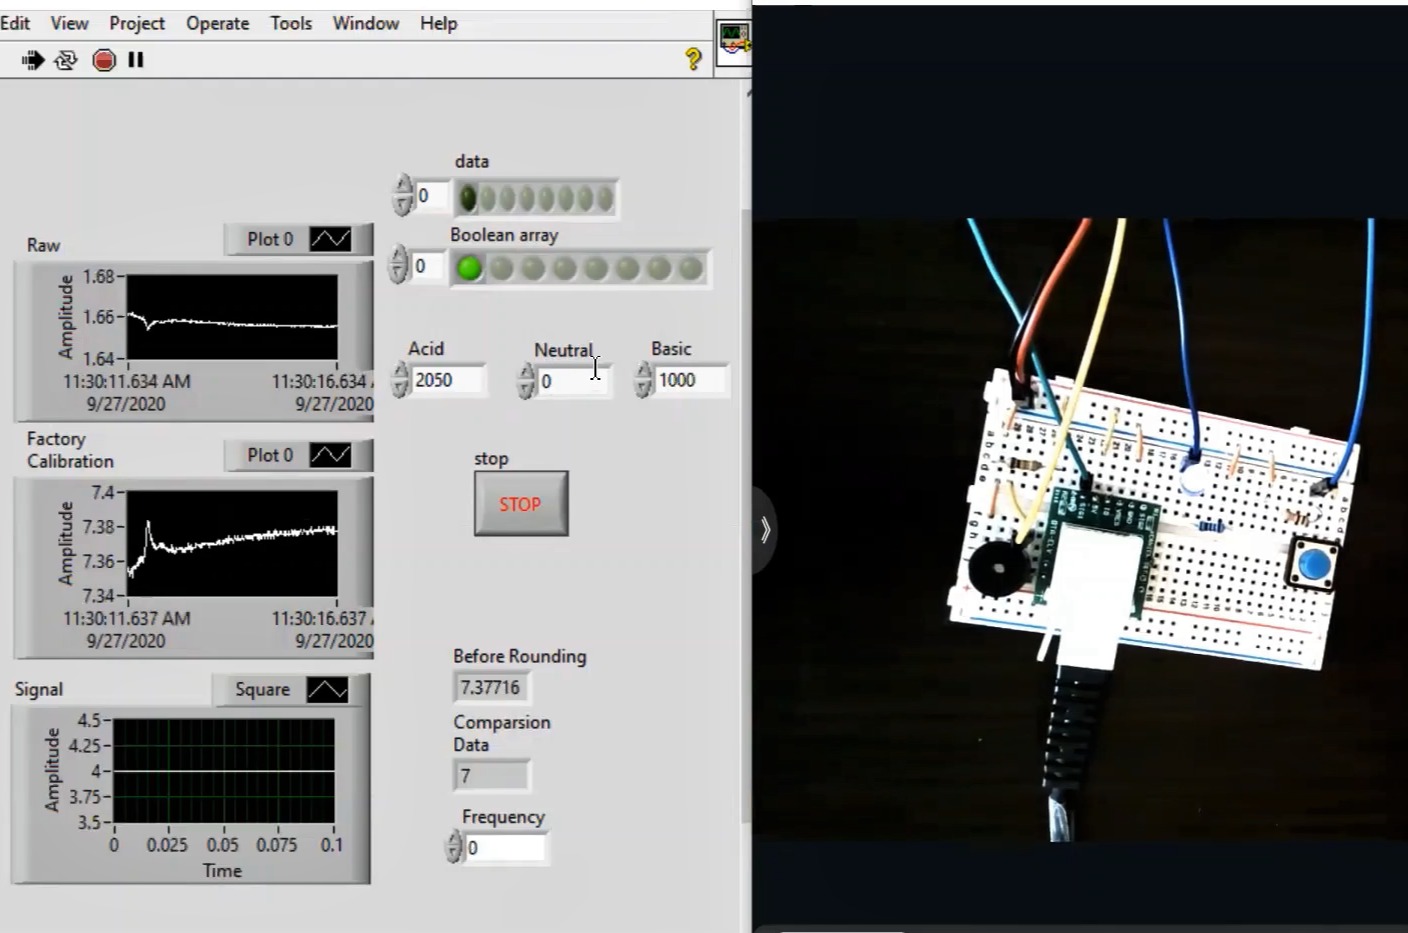 Edit View Project Operate Tools Window Help
?
data
0
Boolean array
0
Raw
Plot 0
Amplitude
1.68
1.66
1.64
11:30:11.634 AM
9/27/2020
11:30:16.634
9/27/2020
Acid
2050
Neutral
0
Basic
1000
Factory
Calibration
Plot 0
Amplitude
7.4
7.38
7.36
7.34
11:30:11.637 AM
9/27/2020
11:30:16.637
9/27/2020
stop
STOP
Signal
Square
Amplitude
4.5
4.25
4
3.75
3.5
0 0.025 0.05 0.075 0.1
Time
Before Rounding
7.37716
Comparsion
Data
7
Frequency
0